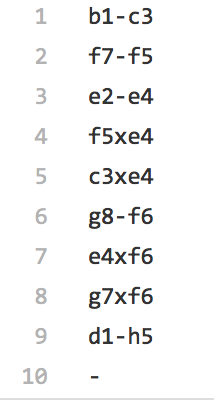 1 b1-c3
2 f7-f5
3 e2-e4
4 f5xe4
5 c3xe4
6 g8-f6
7 e4xf6
8 g7xf6
9 d1-h5
10 -